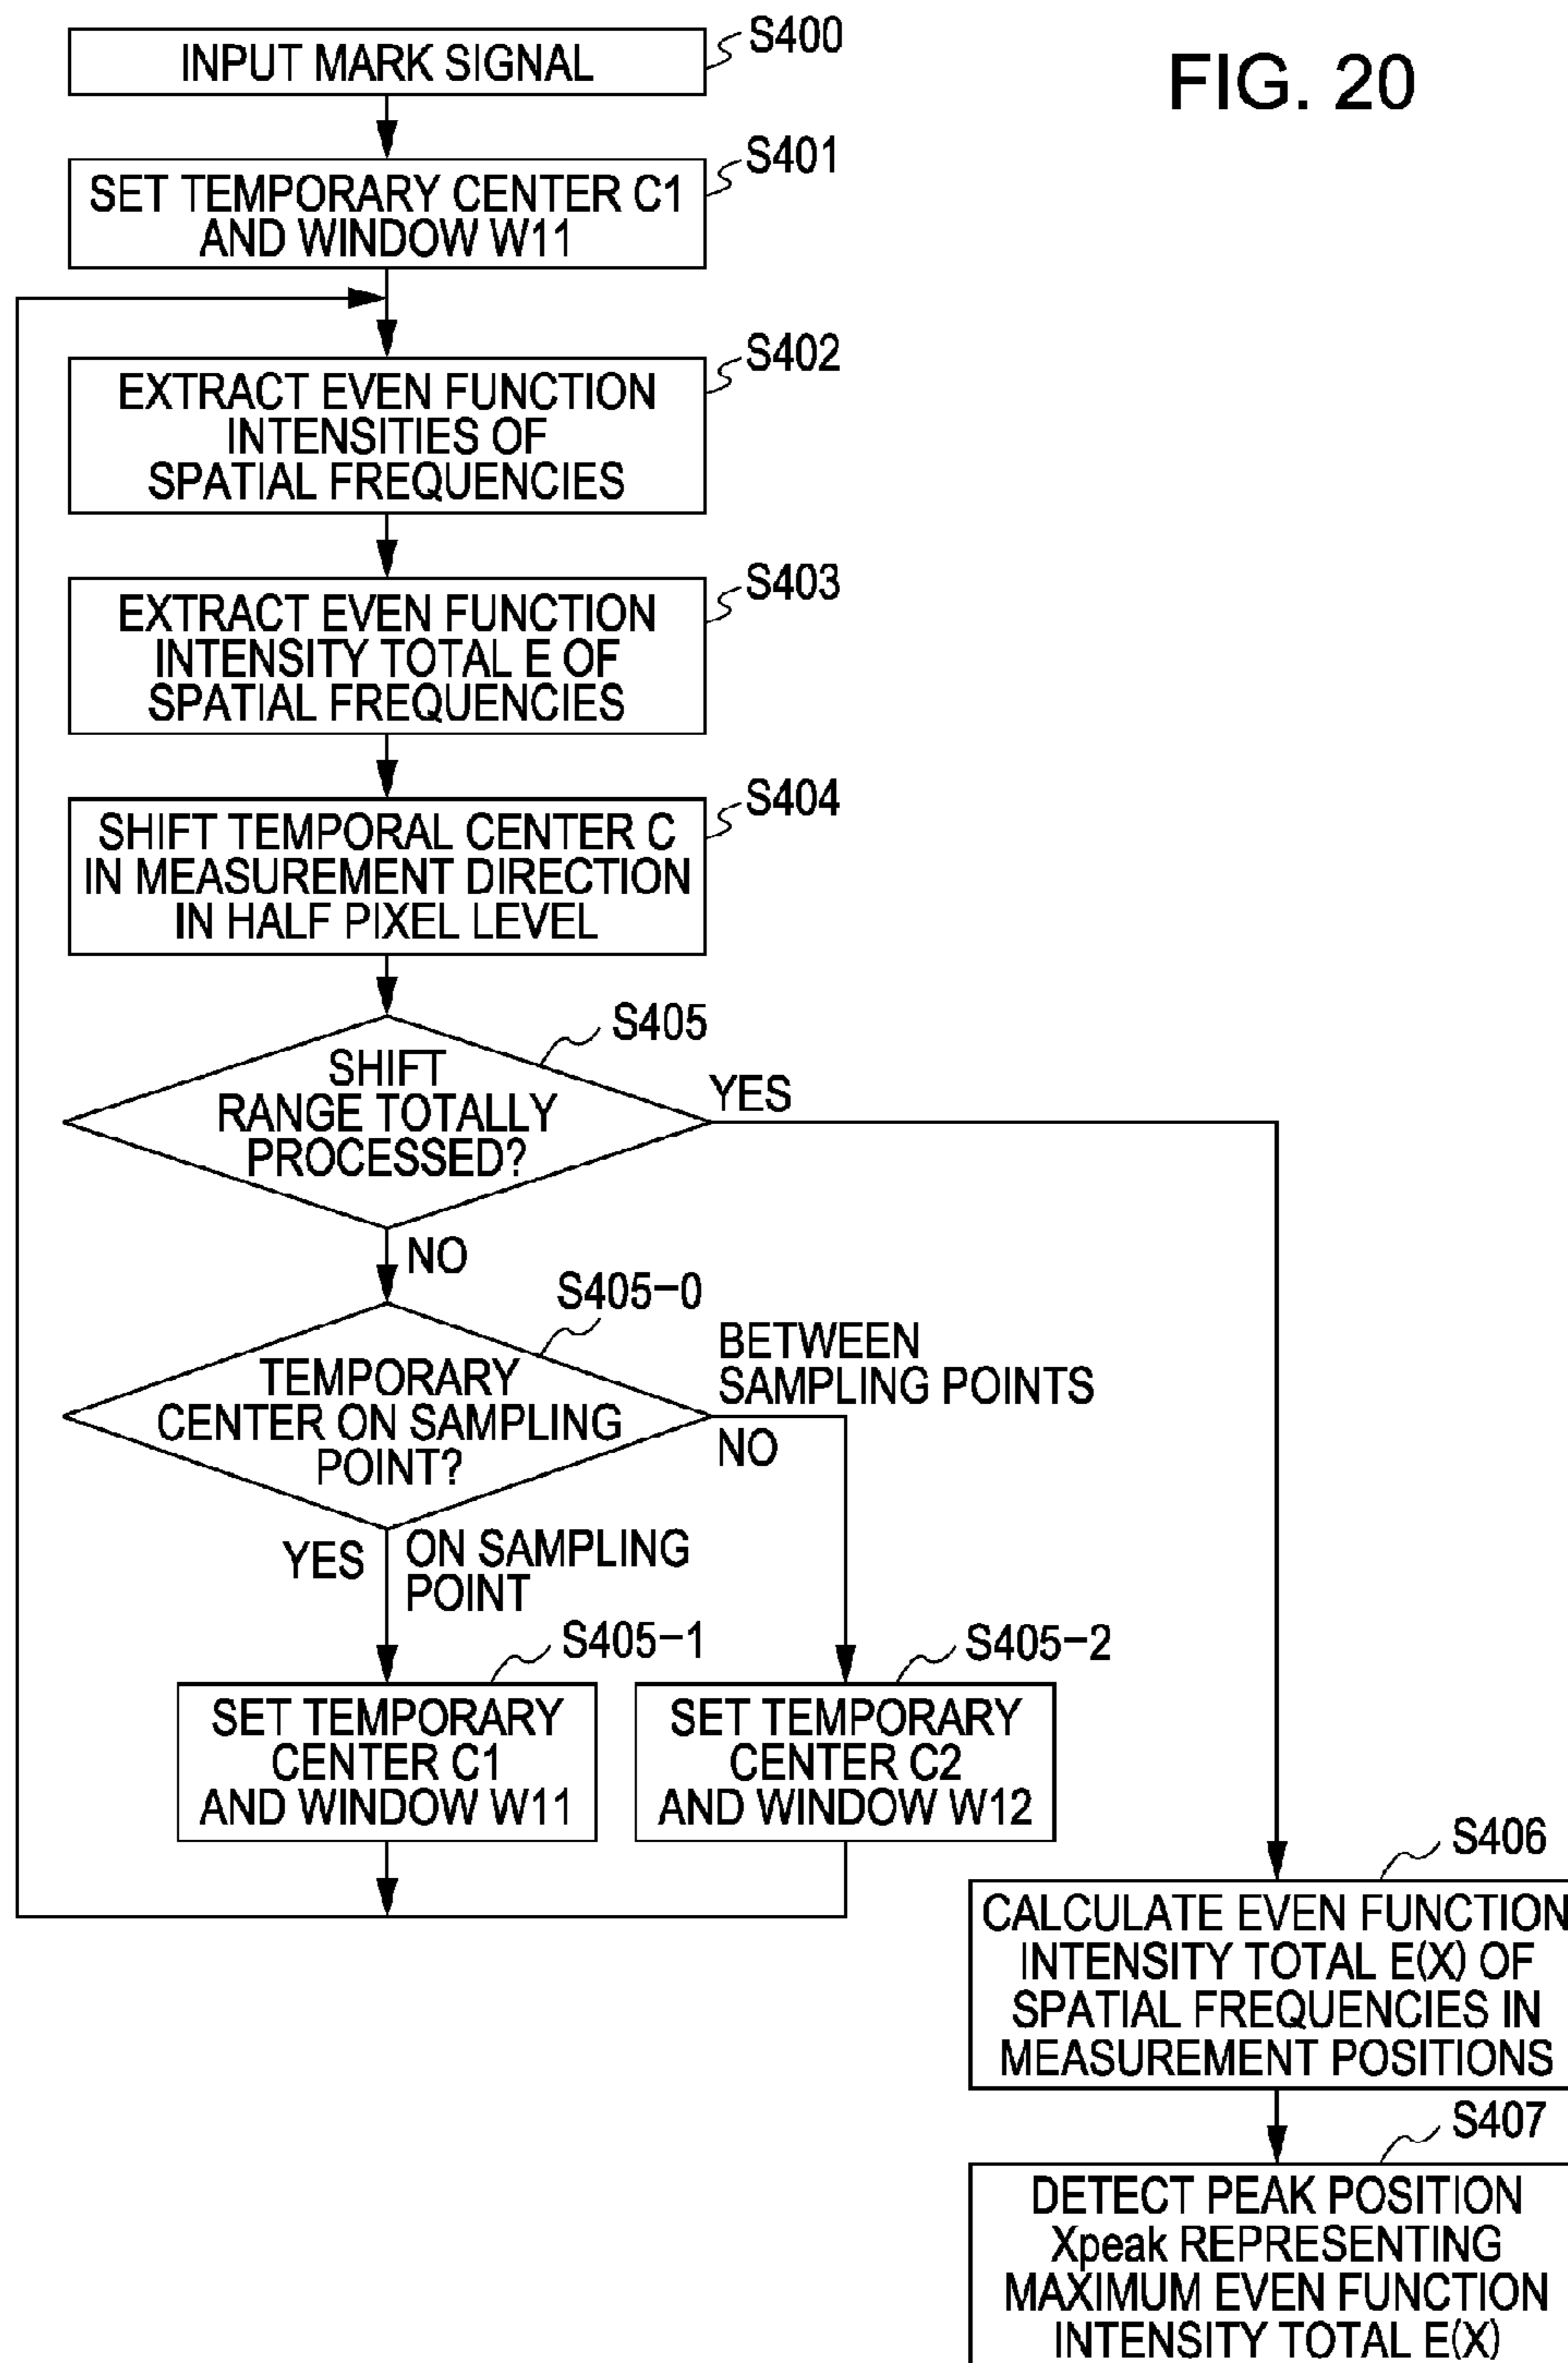 FIG. 20
S400
INPUT MARK SIGNAL
S401
SET TEMPORARY CENTER C1
AND WINDOW W11
S402
EXTRACT EVEN FUNCTION
INTENSITIES OF
SPATIAL FREQUENCIES
S403
EXTRACT EVEN FUNCTION
INTENSITY TOTAL E OF
SPATIAL FREQUENCIES
S404
SHIFT TEMPORAL CENTER C
IN MEASUREMENT DIRECTION
IN HALF PIXEL LEVEL
S405
SHIFT
RANGE TOTALLY
PROCESSED?
YES
NO
S405-0
TEMPORARY
CENTER ON SAMPLING
POINT?
BETWEEN
SAMPLING POINTS
NO
YES
ON SAMPLING
POINT
S405-1
SET TEMPORARY
CENTER C1
AND WINDOW W11
S405-2
SET TEMPORARY
CENTER C2
AND WINDOW W12
S406
CALCULATE EVEN FUNCTION
INTENSITY TOTAL E(X) OF
SPATIAL FREQUENCIES IN
MEASUREMENT POSITIONS
S407
DETECT PEAK POSITION
Xpeak REPRESENTING
MAXIMUM EVEN FUNCTION
INTENSITY TOTAL E(X)